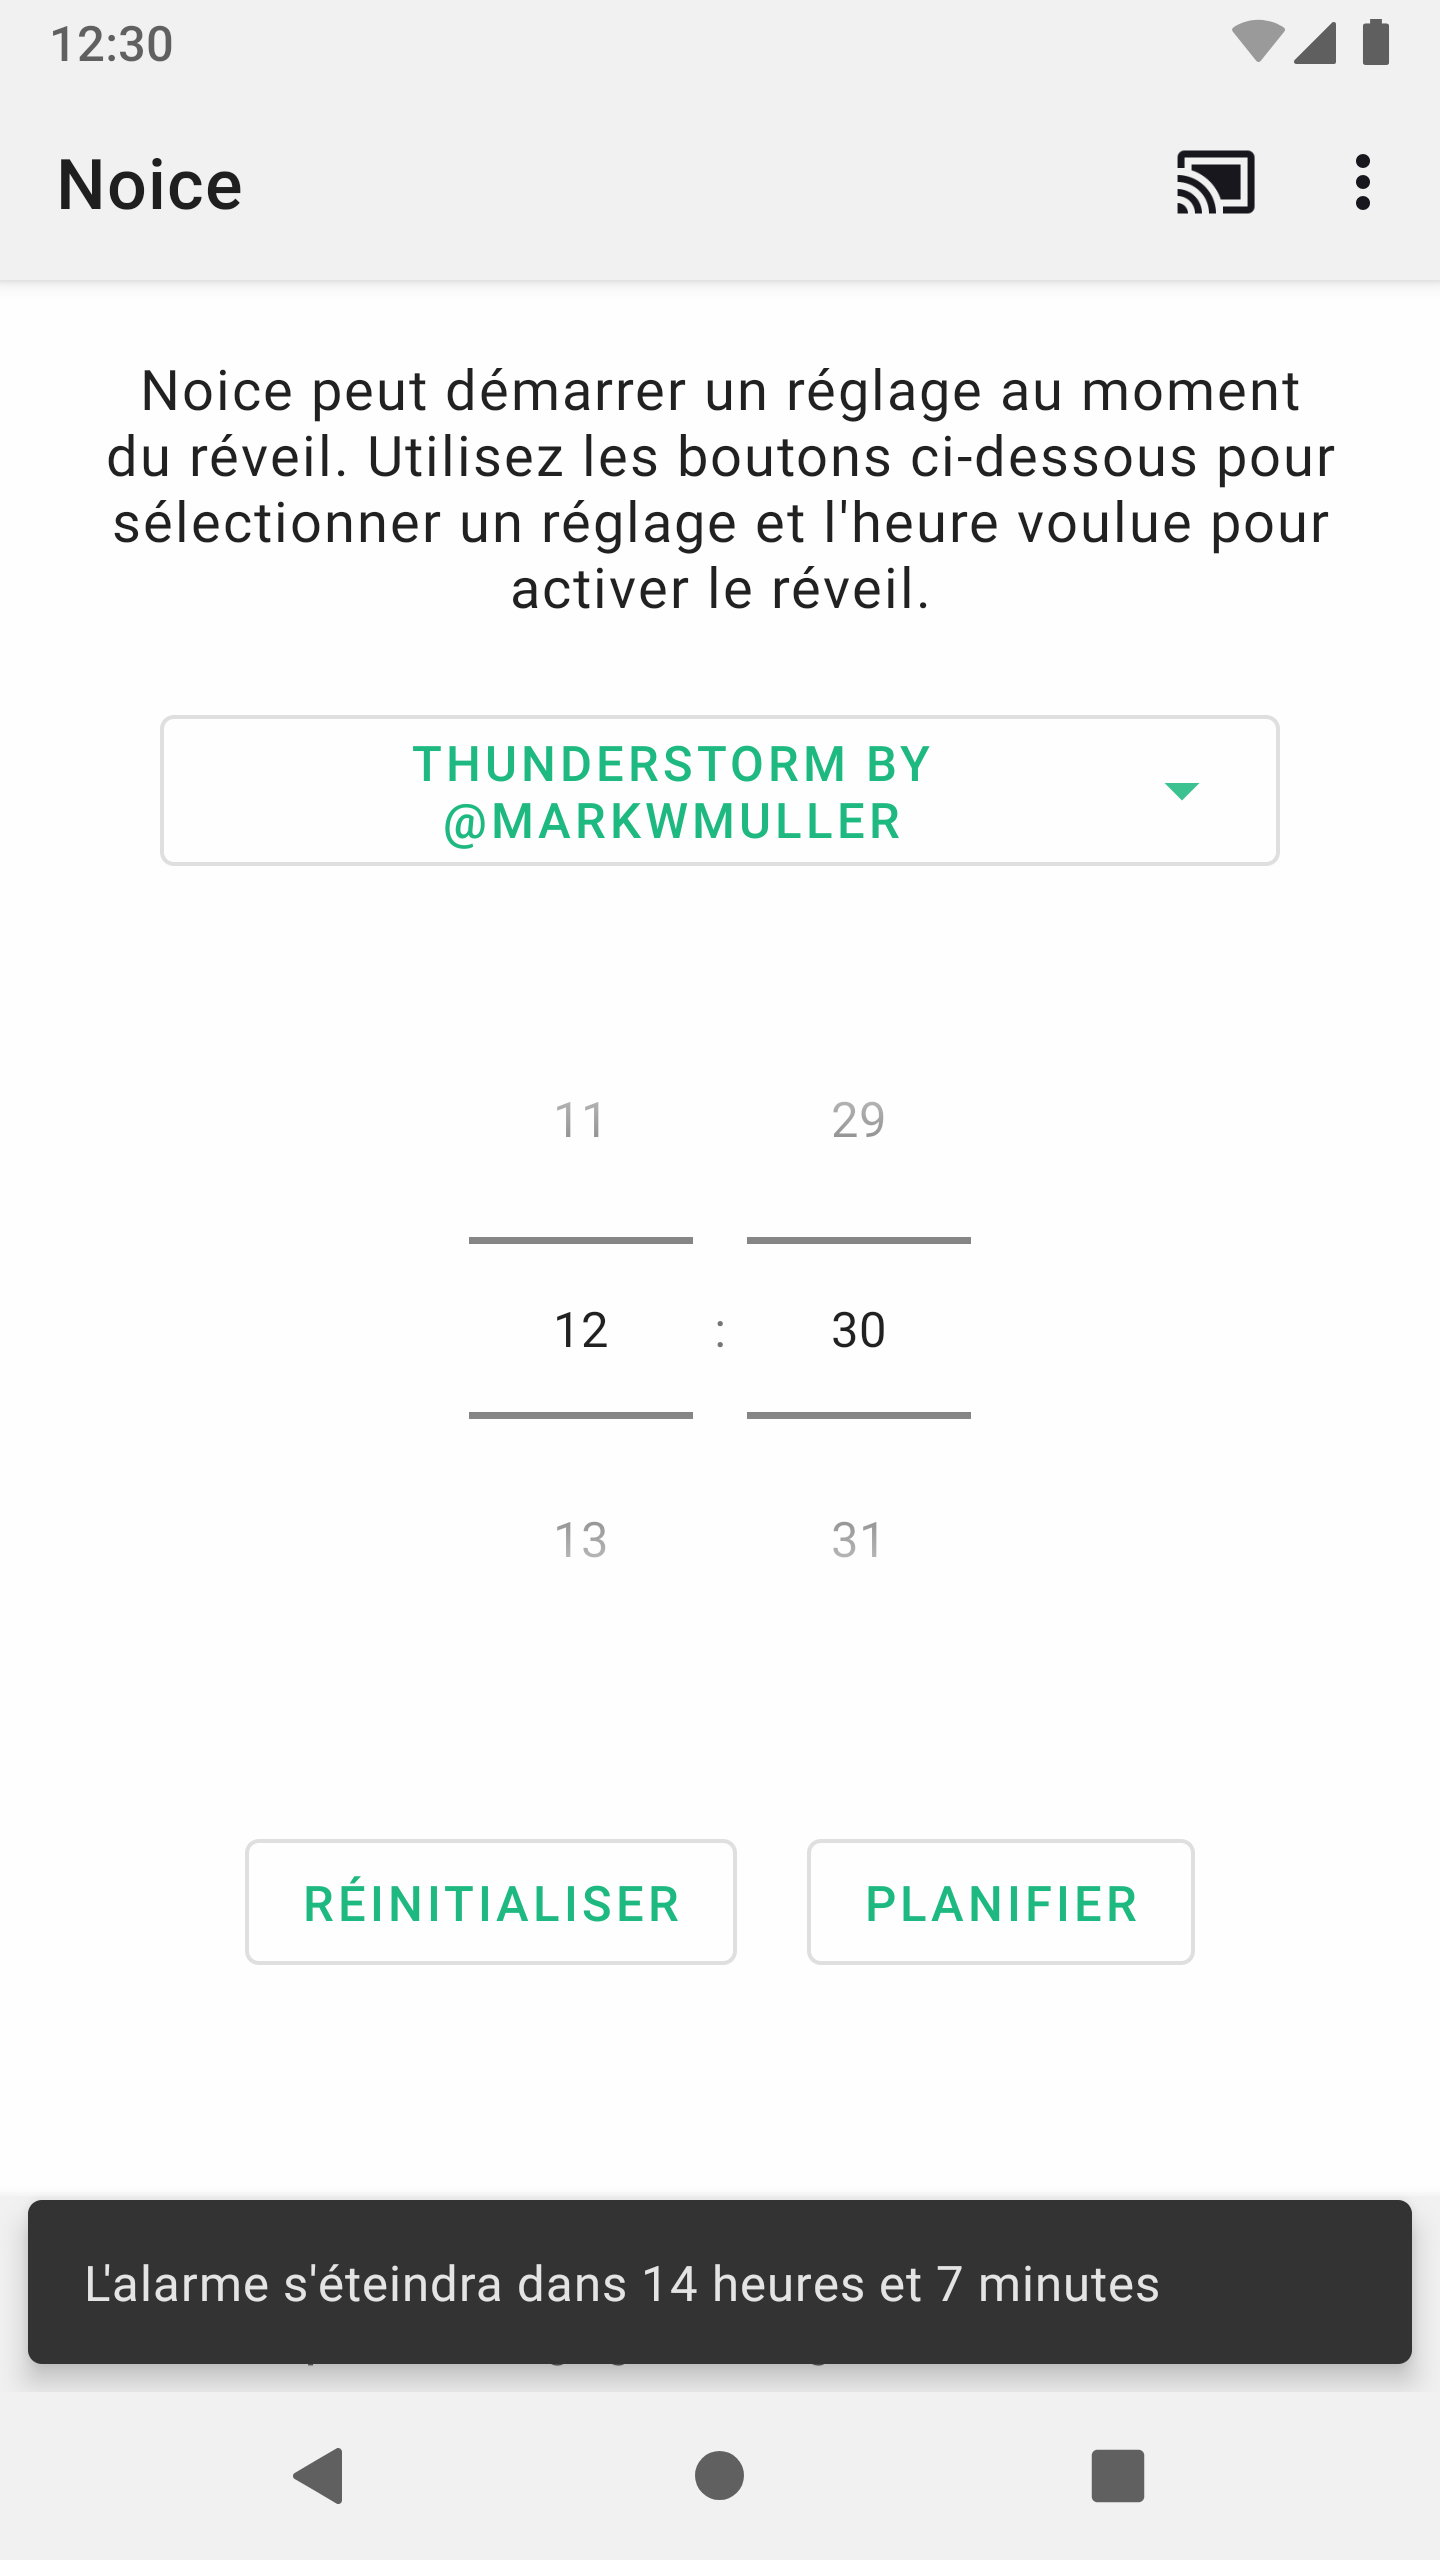 12:30
Noice
Noice peut démarrer un réglage au moment
du réveil. Utilisez les boutons ci-dessous pour
sélectionner un réglage et l'heure voulue pour
activer le réveil.
THUNDERSTORM BY
@MARKWMULLER
11 29
12 : 30
13 31
RÉINITIALISER PLANIFIER
L'alarme s'éteindra dans 14 heures et 7 minutes